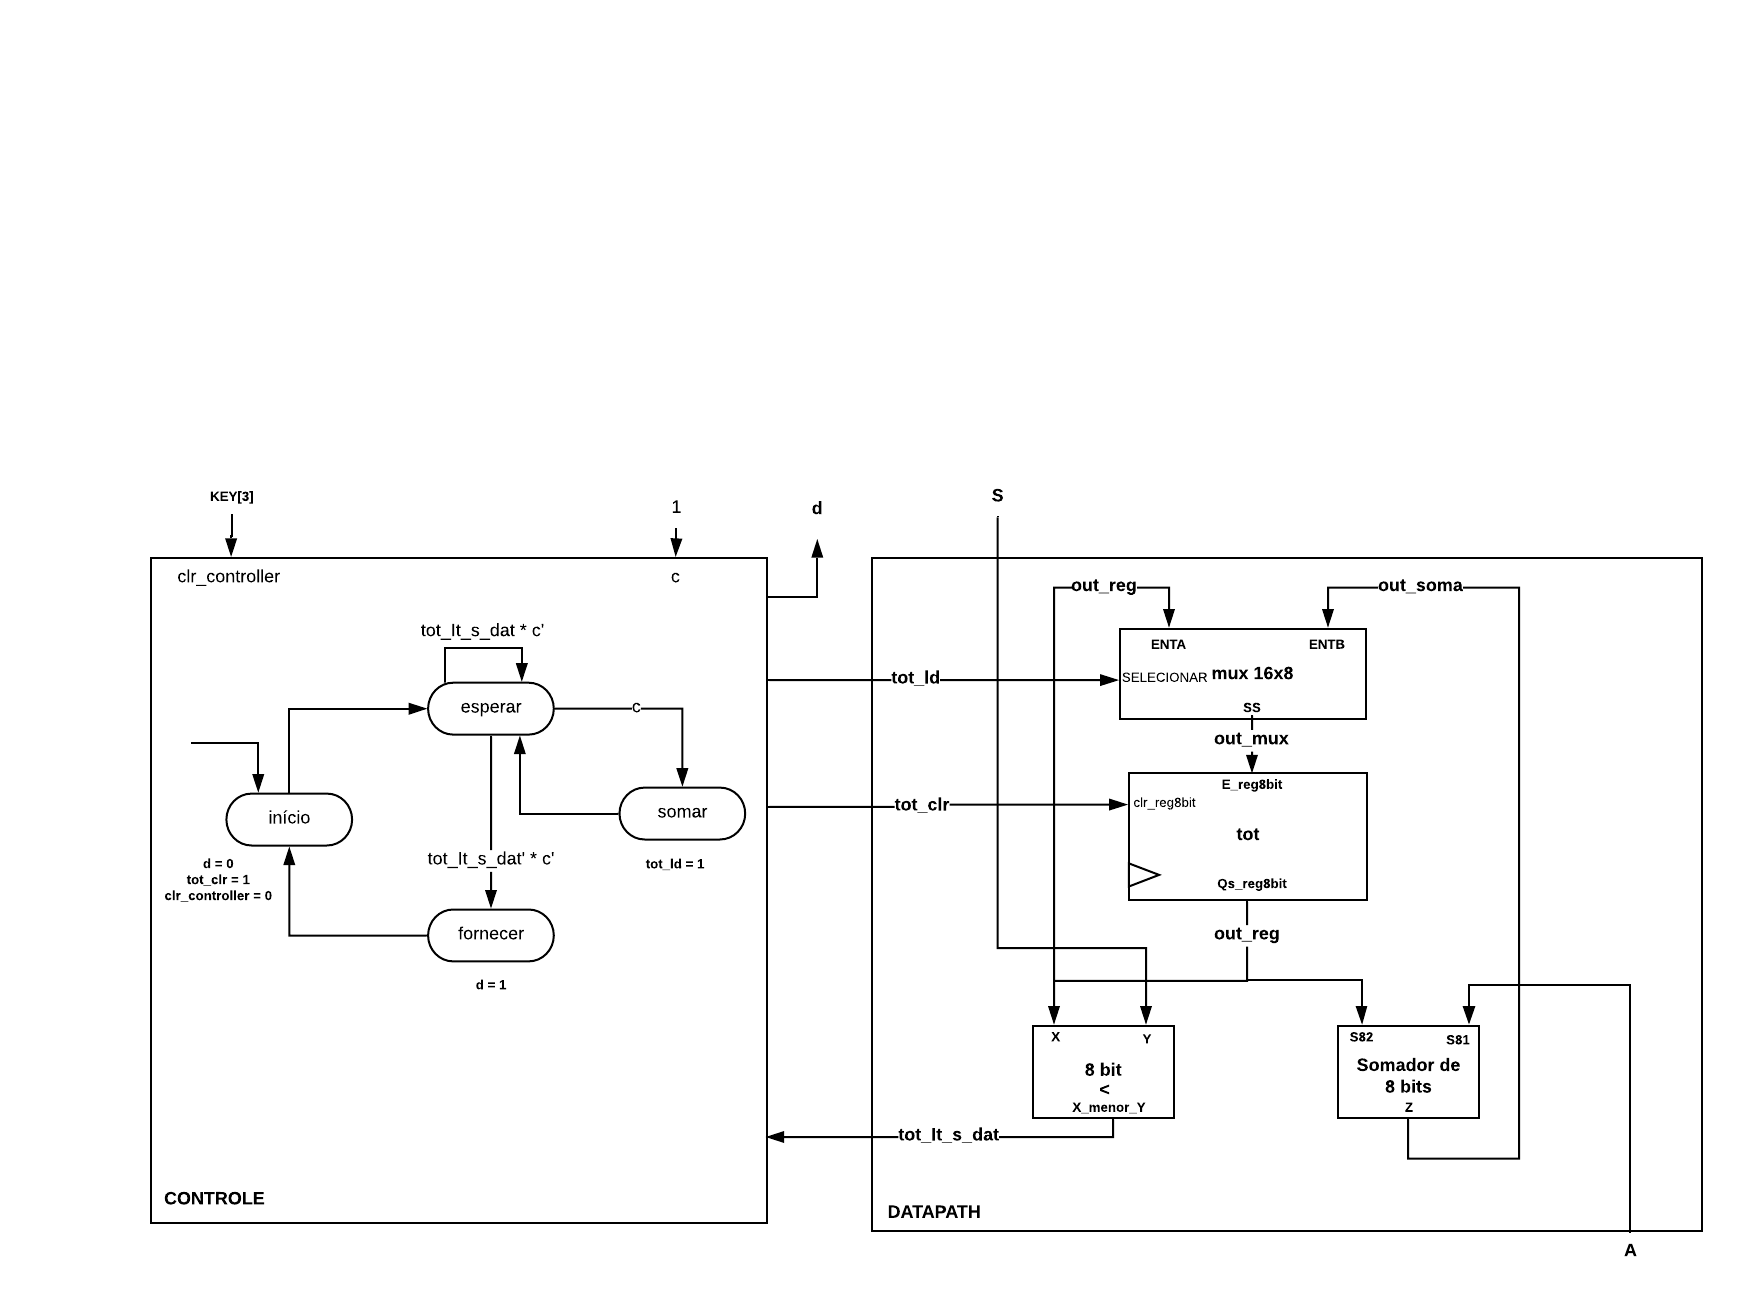 KEY[3]
1
d
S
clr_controller
c
tot_lt_s_dat * c'
esperar
c
início
d = 0
tot_clr = 1
clr_controller = 0
somar
tot_ld = 1
tot_lt_s_dat' * c'
fornecer
d = 1
CONTROLE
tot_ld
tot_clr
tot_lt_s_dat
out_reg
out_soma
ENTA
ENTB
SELECIONAR mux 16x8
ss
out_mux
E_reg8bit
clr_reg8bit
tot
Qs_reg8bit
out_reg
X
Y
8 bit
<
X_menor_Y
S82
S81
Somador de
8 bits
Z
DATAPATH
A